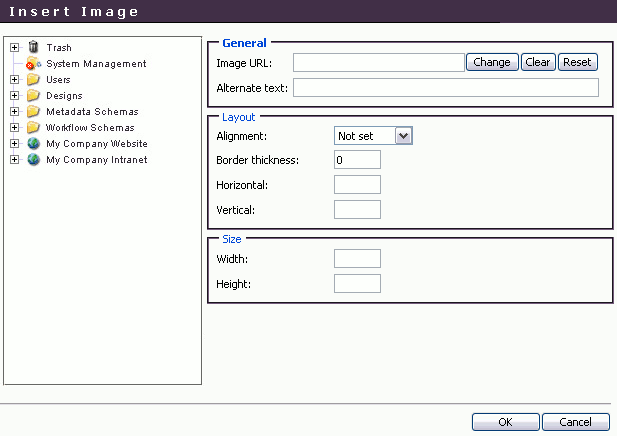 Insert Image
Trash
System Management
Users
Designs
Metadata Schemas
Workflow Schemas
My Company Website
My Company Intranet
General
Image URL: Change Clear Reset
Alternate text:
Layout
Alignment: Not set
Border thickness: 0
Horizontal:
Vertical:
Size
Width:
Height:
OK Cancel